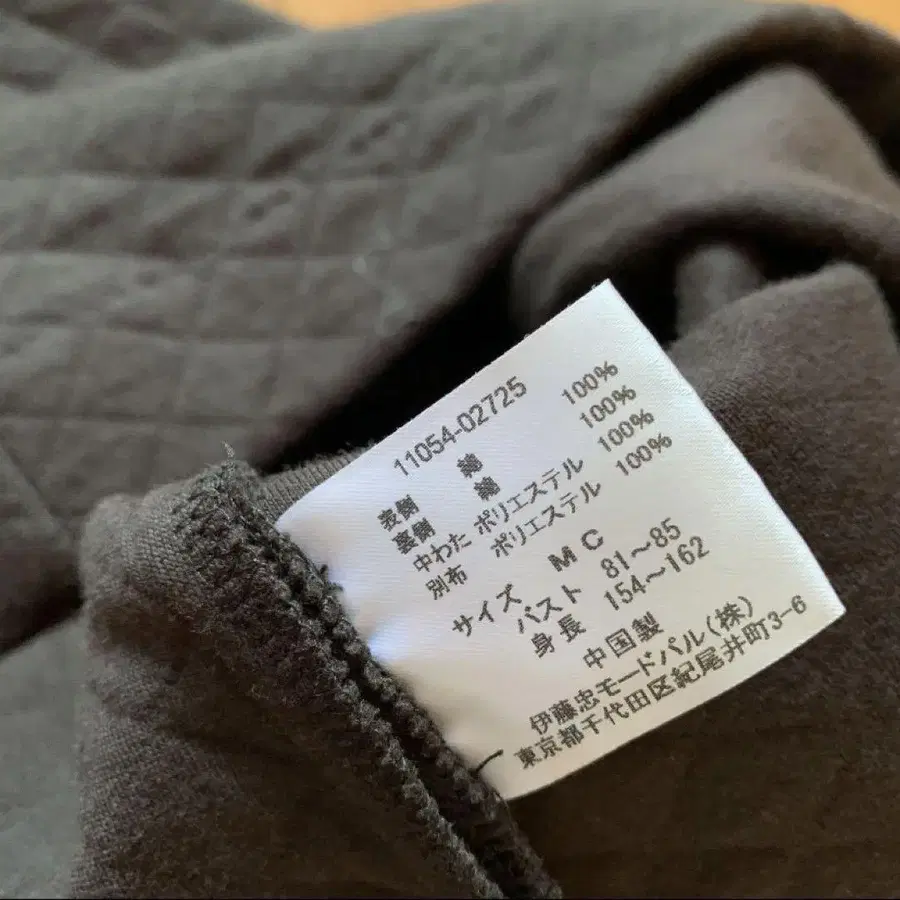 11054-02725
表側 綿 100%
裏側 綿 100%
中わた ポリエステル 100%
別布 ポリエステル 100%
サイズ MC
バスト 81～85
身長 154～162
中国製
伊藤忠モードパル(株)
東京都千代田区紀尾井町3-6